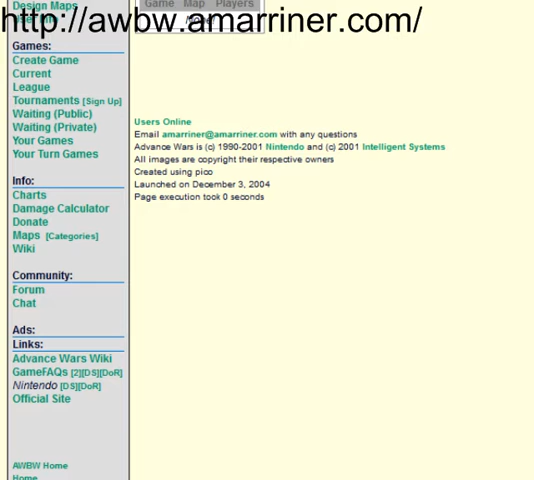 Design Maps
http://awbw.amarriner.com/
Game Map Players
Games:
Create Game
Current
League
Tournaments [Sign Up]
Waiting (Public)
Waiting (Private)
Your Games
Your Turn Games
Info:
Charts
Damage Calculator
Donate
Maps [Categories]
Wiki
Community:
Forum
Chat
Ads:
Links:
Advance Wars Wiki
GameFAQs [2][DS][DoR]
Nintendo [DS][DoR]
Official Site
AWBW Home
Home
Users Online
Email amarriner@amarriner.com with any questions
Advance Wars is (c) 1990-2001 Nintendo and (c) 2001 Intelligent Systems
All images are copyright their respective owners
Created using pico
Launched on December 3, 2004
Page execution took 0 seconds